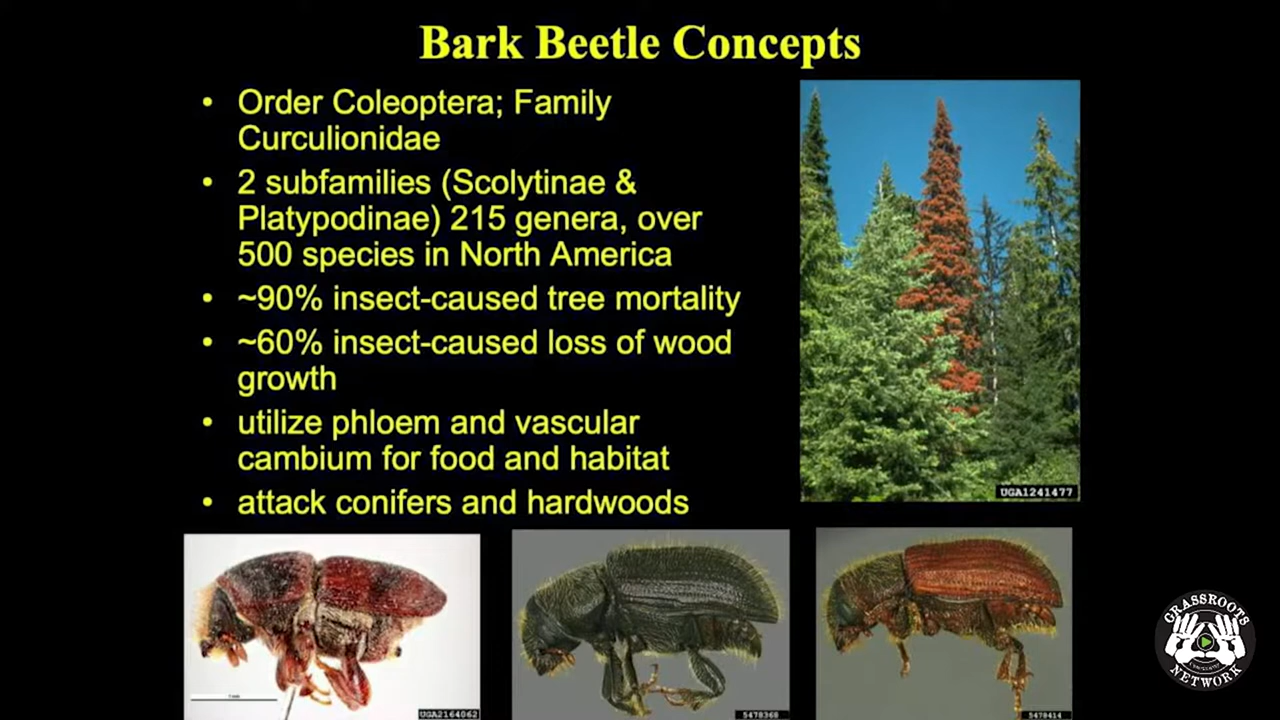 Bark Beetle Concepts
• Order Coleoptera; Family
Curculionidae
• 2 subfamilies (Scolytinae &
Platypodinae) 215 genera, over
500 species in North America
• ~90% insect-caused tree mortality
• ~60% insect-caused loss of wood
growth
• utilize phloem and vascular
cambium for food and habitat
• attack conifers and hardwoods
UGA1241477
UGA2164062
5478368
5478414
GRASSROOTS
NETWORK